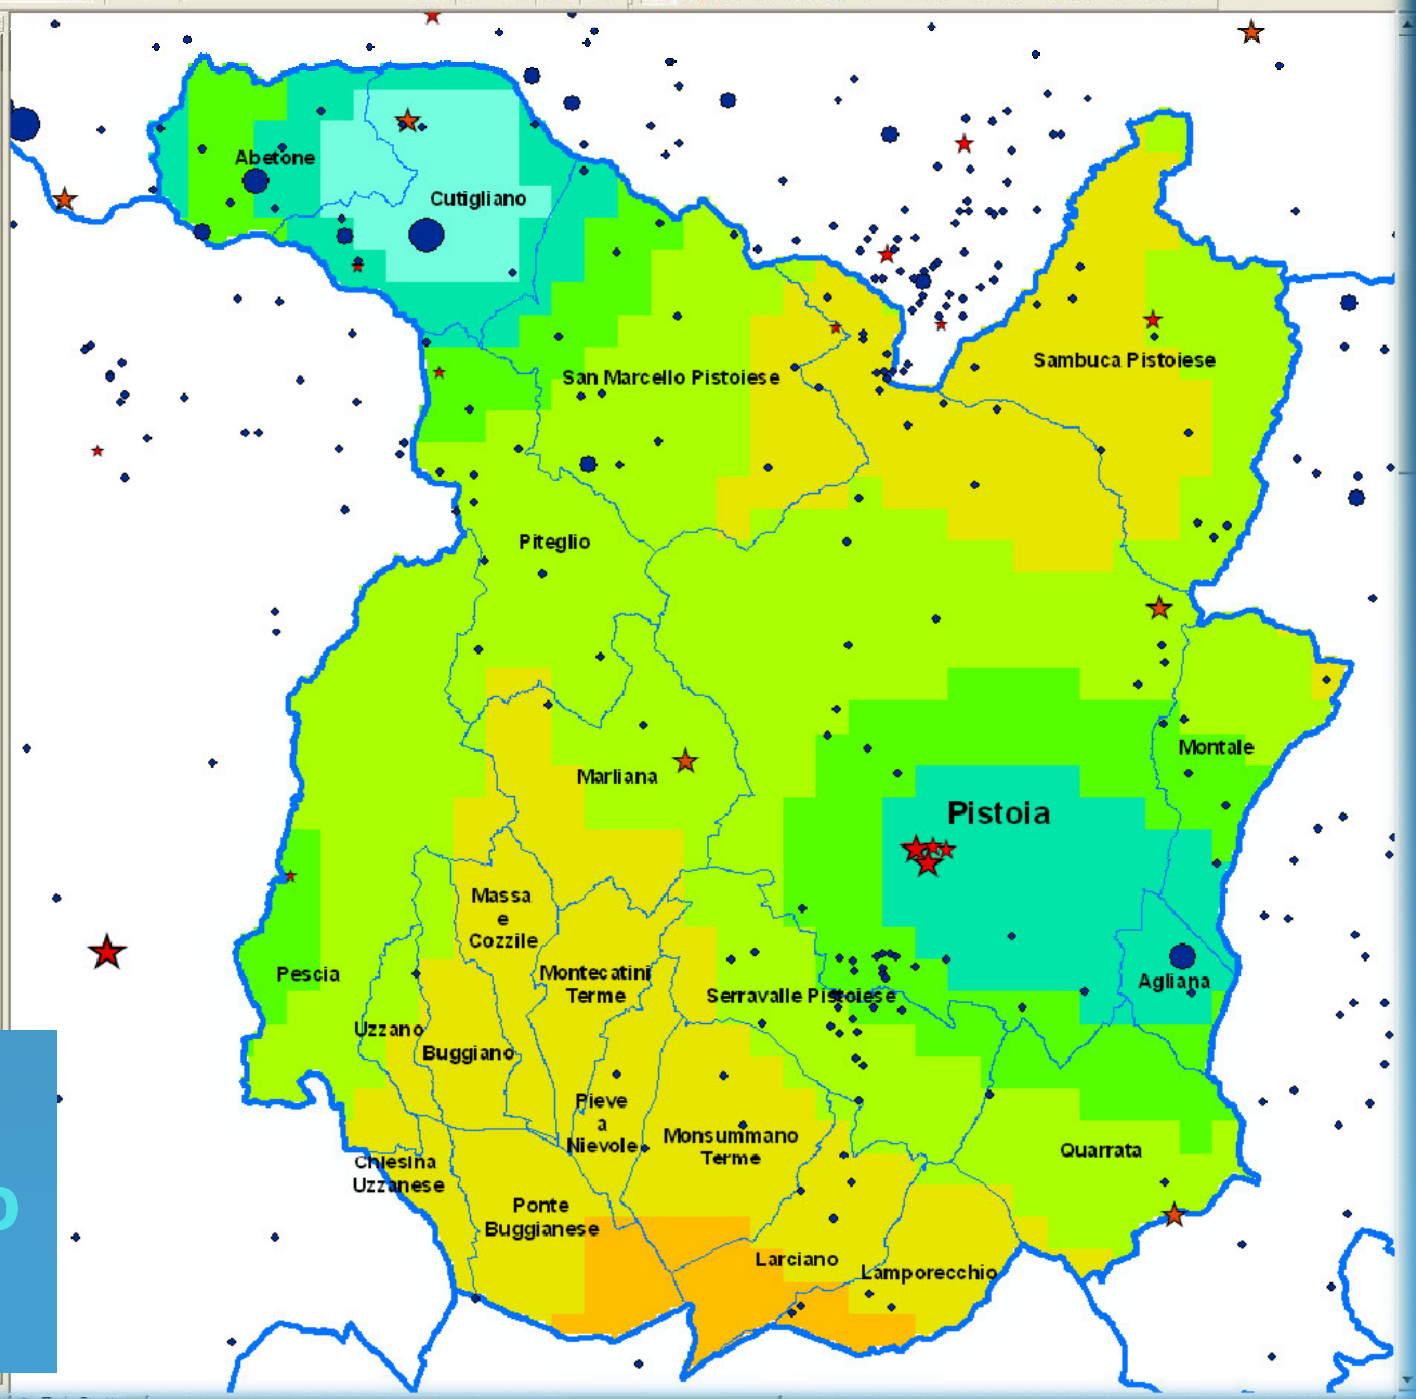 Abetone
Cutigliano
San Marcello Pistoiese
Sambuca Pistoiese
Piteglio
Montale
Marliana
Pistoia
Massa
e
Cozzile
Pescia
Montecatini
Terme
Serravalle Pistoiese
Agliana
Uzzano
Buggiano
Pieve
a
Nievole
Monsummano
Terme
Quarrata
Chiesina
Uzzanese
Ponte
Buggianese
Larciano
Lamporecchio